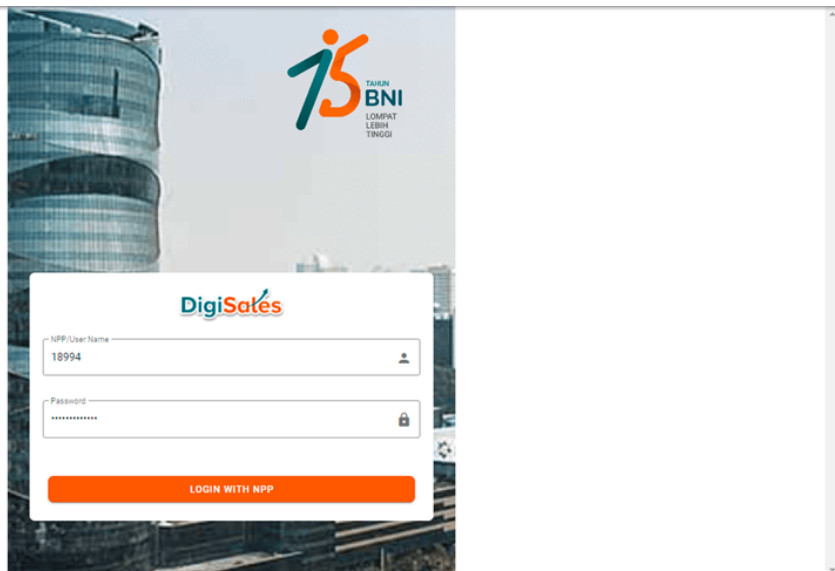 75
TAHUN
BNI
LOMPAT
LEBIH
TINGGI
DigiSales
NPP/User Name
18994
Password
•••••••••••••
LOGIN WITH NPP